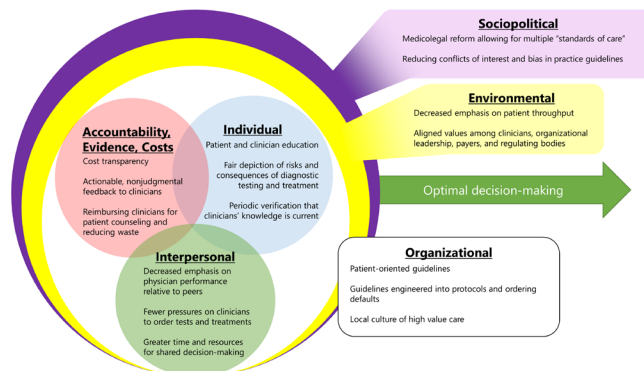 Sociopolitical
Medicolegal reform allowing for multiple “standards of care”
Reducing conflicts of interest and bias in practice guidelines
Environmental
Decreased emphasis on patient throughput
Aligned values among clinicians, organizational
leadership, payers, and regulating bodies
Accountability,
Evidence, Costs
Cost transparency
Actionable, nonjudgmental
feedback to clinicians
Reimbursing clinicians for
patient counseling and
reducing waste
Individual
Patient and clinician education
Fair depiction of risks and
consequences of diagnostic
testing and treatment
Periodic verification that
clinicians’ knowledge is current
Optimal decision-making
Interpersonal
Decreased emphasis on
physician performance
relative to peers
Fewer pressures on clinicians
to order tests and treatments
Greater time and resources
for shared decision-making
Organizational
Patient-oriented guidelines
Guidelines engineered into protocols and ordering
defaults
Local culture of high value care